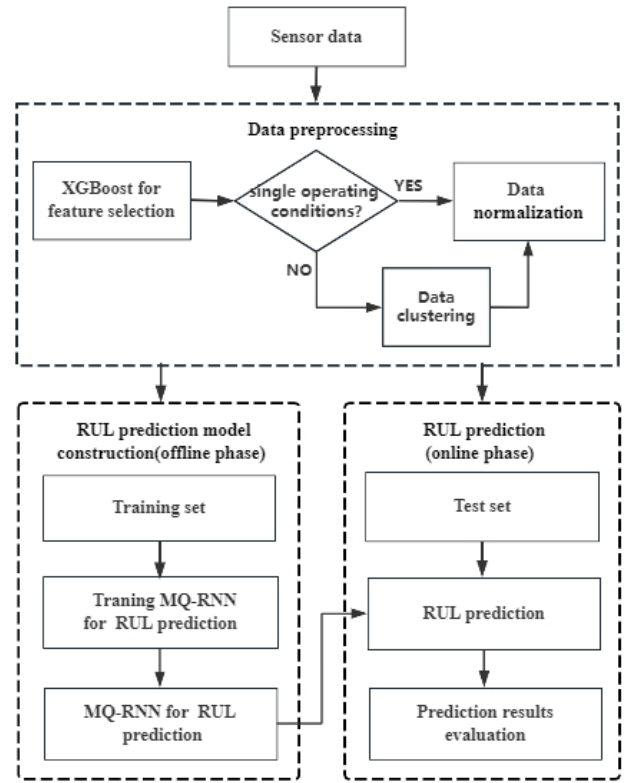 Sensor data
Data preprocessing
XGBoost for
feature selection
single operating
conditions?
YES
Data
normalization
NO
Data
clustering
RUL prediction model
construction(offline phase)
Training set
Traning MQ-RNN
for RUL prediction
MQ-RNN for RUL
prediction
RUL prediction
(online phase)
Test set
RUL prediction
Prediction results
evaluation